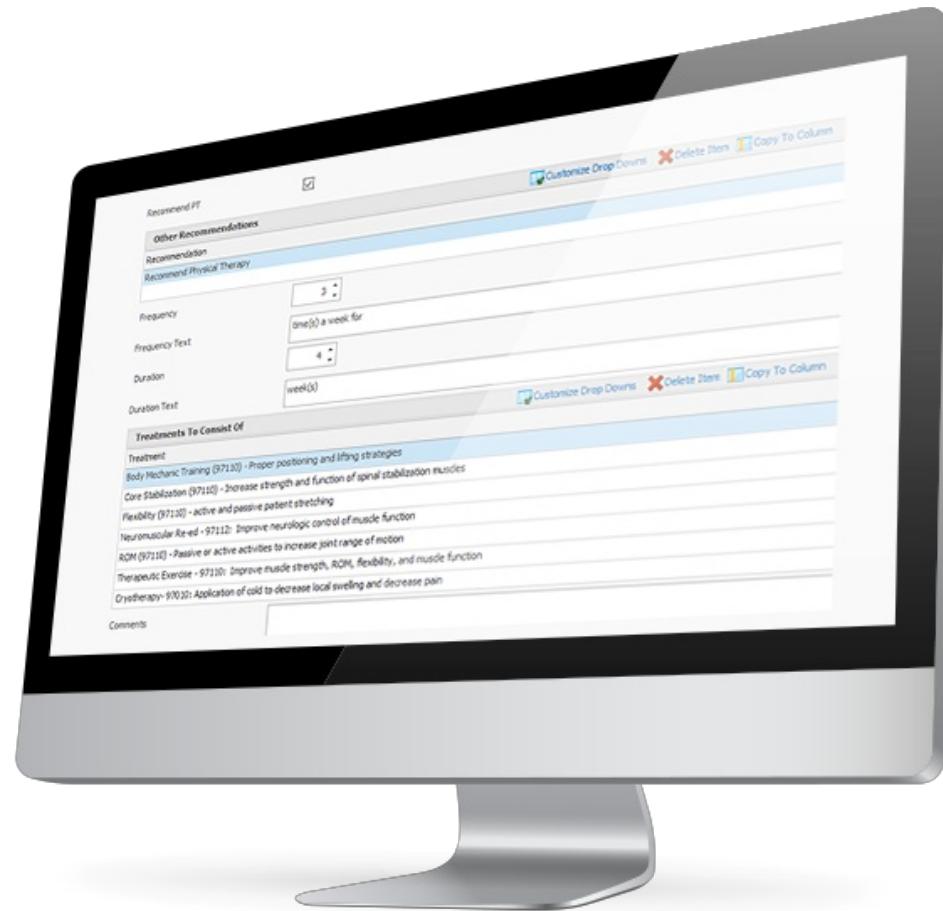 Recommend PT
Customize Drop Downs Delete Item Copy To Column
Other Recommendations
Recommendation
Recommend Physical Therapy
Frequency 3
Frequency Text time(s) a week for
Duration 4
Duration Text week(s)
Customize Drop Downs Delete Item Copy To Column
Treatments To Consist Of
Treatment
Body Mechanic Training (97110) - Proper positioning and lifting strategies
Core Stabilization (97110) - Increase strength and function of spinal stabilization muscles
Flexibility (97110) - active and passive patient stretching
Neuromuscular Re-ed - 97112: Improve neurologic control of muscle function
ROM (97110) - Passive or active activities to increase joint range of motion
Therapeutic Exercise - 97110: Improve muscle strength, ROM, flexibility, and muscle function
Cryotherapy- 97010: Application of cold to decrease local swelling and decrease pain
Comments